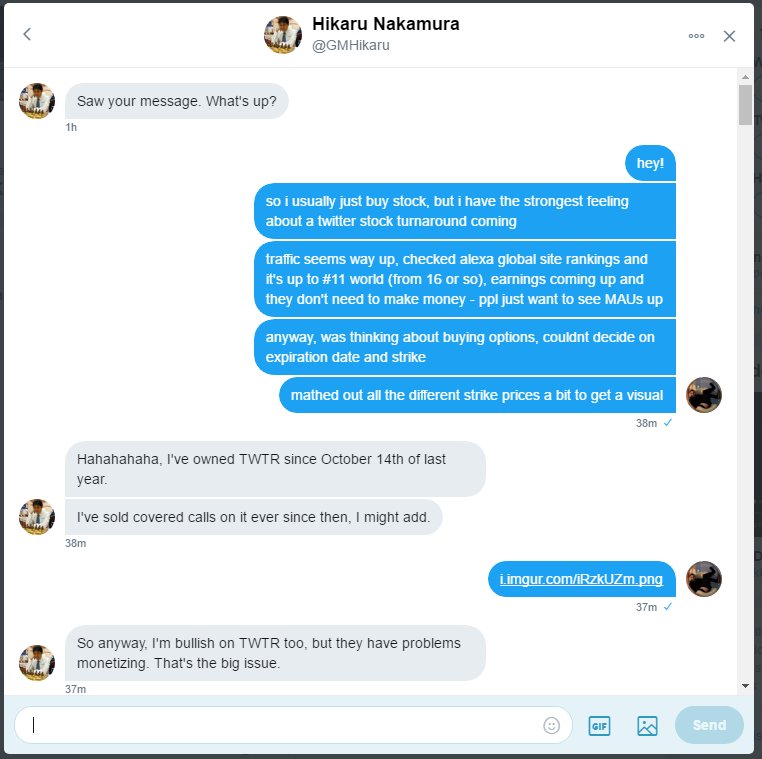 Hikaru Nakamura
@GMHikaru
Saw your message. What's up?
1h
hey!
so i usually just buy stock, but i have the strongest feeling
about a twitter stock turnaround coming
traffic seems way up, checked alexa global site rankings and
it's up to #11 world (from 16 or so), earnings coming up and
they don't need to make money - ppl just want to see MAUs up
anyway, was thinking about buying options, couldnt decide on
expiration date and strike
mathed out all the different strike prices a bit to get a visual
38m
Hahahahaha, I've owned TWTR since October 14th of last
year.
I've sold covered calls on it ever since then, I might add.
38m
i.imgur.com/iRzkUZm.png
37m
So anyway, I'm bullish on TWTR too, but they have problems
monetizing. That's the big issue.
37m
GIF
Send